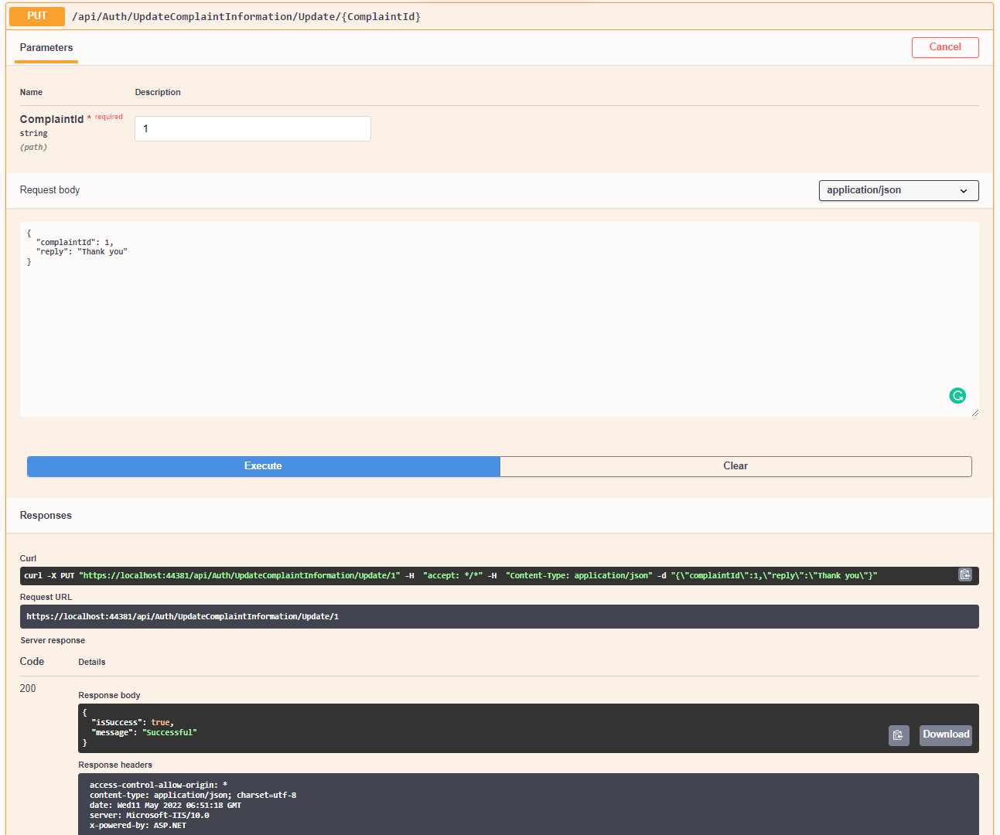 PUT /api/Auth/UpdateComplaintInformation/Update/{ComplaintId}
Parameters
Cancel
Name Description
ComplaintId * required
string
(path)
1
Request body
application/json
{
  "complaintId": 1,
  "reply": "Thank you"
}
Execute
Clear
Responses
Curl
curl -X PUT "https://localhost:44381/api/Auth/UpdateComplaintInformation/Update/1" -H  "accept: */*" -H  "Content-Type: application/json" -d "{\"complaintId\":1,\"reply\":\"Thank you\"}"
Request URL
https://localhost:44381/api/Auth/UpdateComplaintInformation/Update/1
Server response
Code Details
200
Response body
{
  "isSuccess": true,
  "message": "Successful"
}
Download
Response headers
access-control-allow-origin: *
content-type: application/json; charset=utf-8
date: Wed11 May 2022 06:51:18 GMT
server: Microsoft-IIS/10.0
x-powered-by: ASP.NET